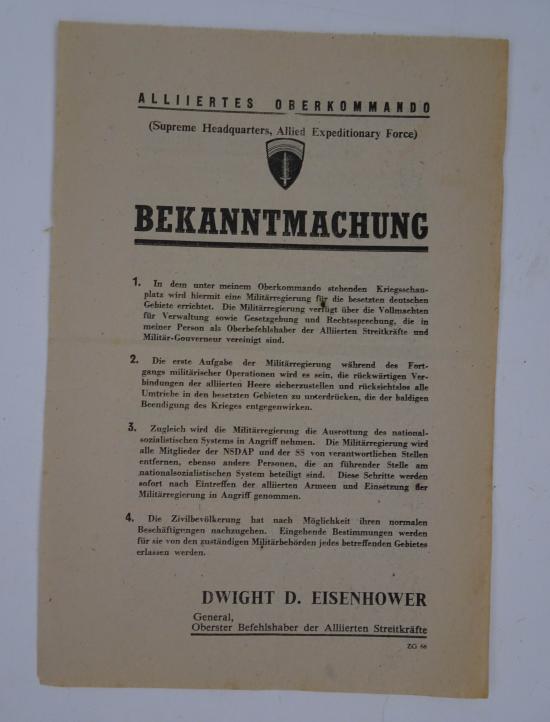 ALLIIERTES OBERKOMMANDO
(Supreme Headquarters, Allied Expeditionary Force)
BEKANNTMACHUNG
1. In dem unter meinem Oberkommando stehenden Kriegsschau-
platz wird hiermit eine Militärregierung für die besetzten deutschen
Gebiete errichtet. Die Militärregierung verfügt über die Vollmachten
für Verwaltung sowie Gesetzgebung und Rechtssprechung, die in
meiner Person als Oberbefehlshaber der Alliierten Streitkräfte und
Militär-Gouverneur vereinigt sind.
2. Die erste Aufgabe der Militärregierung während des Fort-
gangs militärischer Operationen wird es sein, die rückwärtigen Ver-
bindungen der alliierten Heere sicherzustellen und rücksichtslos alle
Umtriebe in den besetzten Gebieten zu unterdrücken, die der baldigen
Beendigung des Krieges entgegenwirken.
3. Zugleich wird die Militärregierung die Ausrottung des national-
sozialistischen Systems in Angriff nehmen. Die Militärregierung wird
alle Mitglieder der NSDAP und der SS von verantwortlichen Stellen
entfernen, ebenso andere Personen, die an führender Stelle am
nationalsozialistischen System beteiligt sind. Diese Schritte werden
sofort nach Eintreffen der alliierten Armeen und Einsetzung der
Militärregierung in Angriff genommen.
4. Die Zivilbevölkerung hat nach Möglichkeit ihren normalen
Beschäftigungen nachzugehen. Eingehende Bestimmungen werden
für sie von den zuständigen Militärbehörden jedes betreffenden Gebietes
erlassen werden.
DWIGHT D. EISENHOWER
General,
Oberster Befehlshaber der Alliierten Streitkräfte
ZG 68